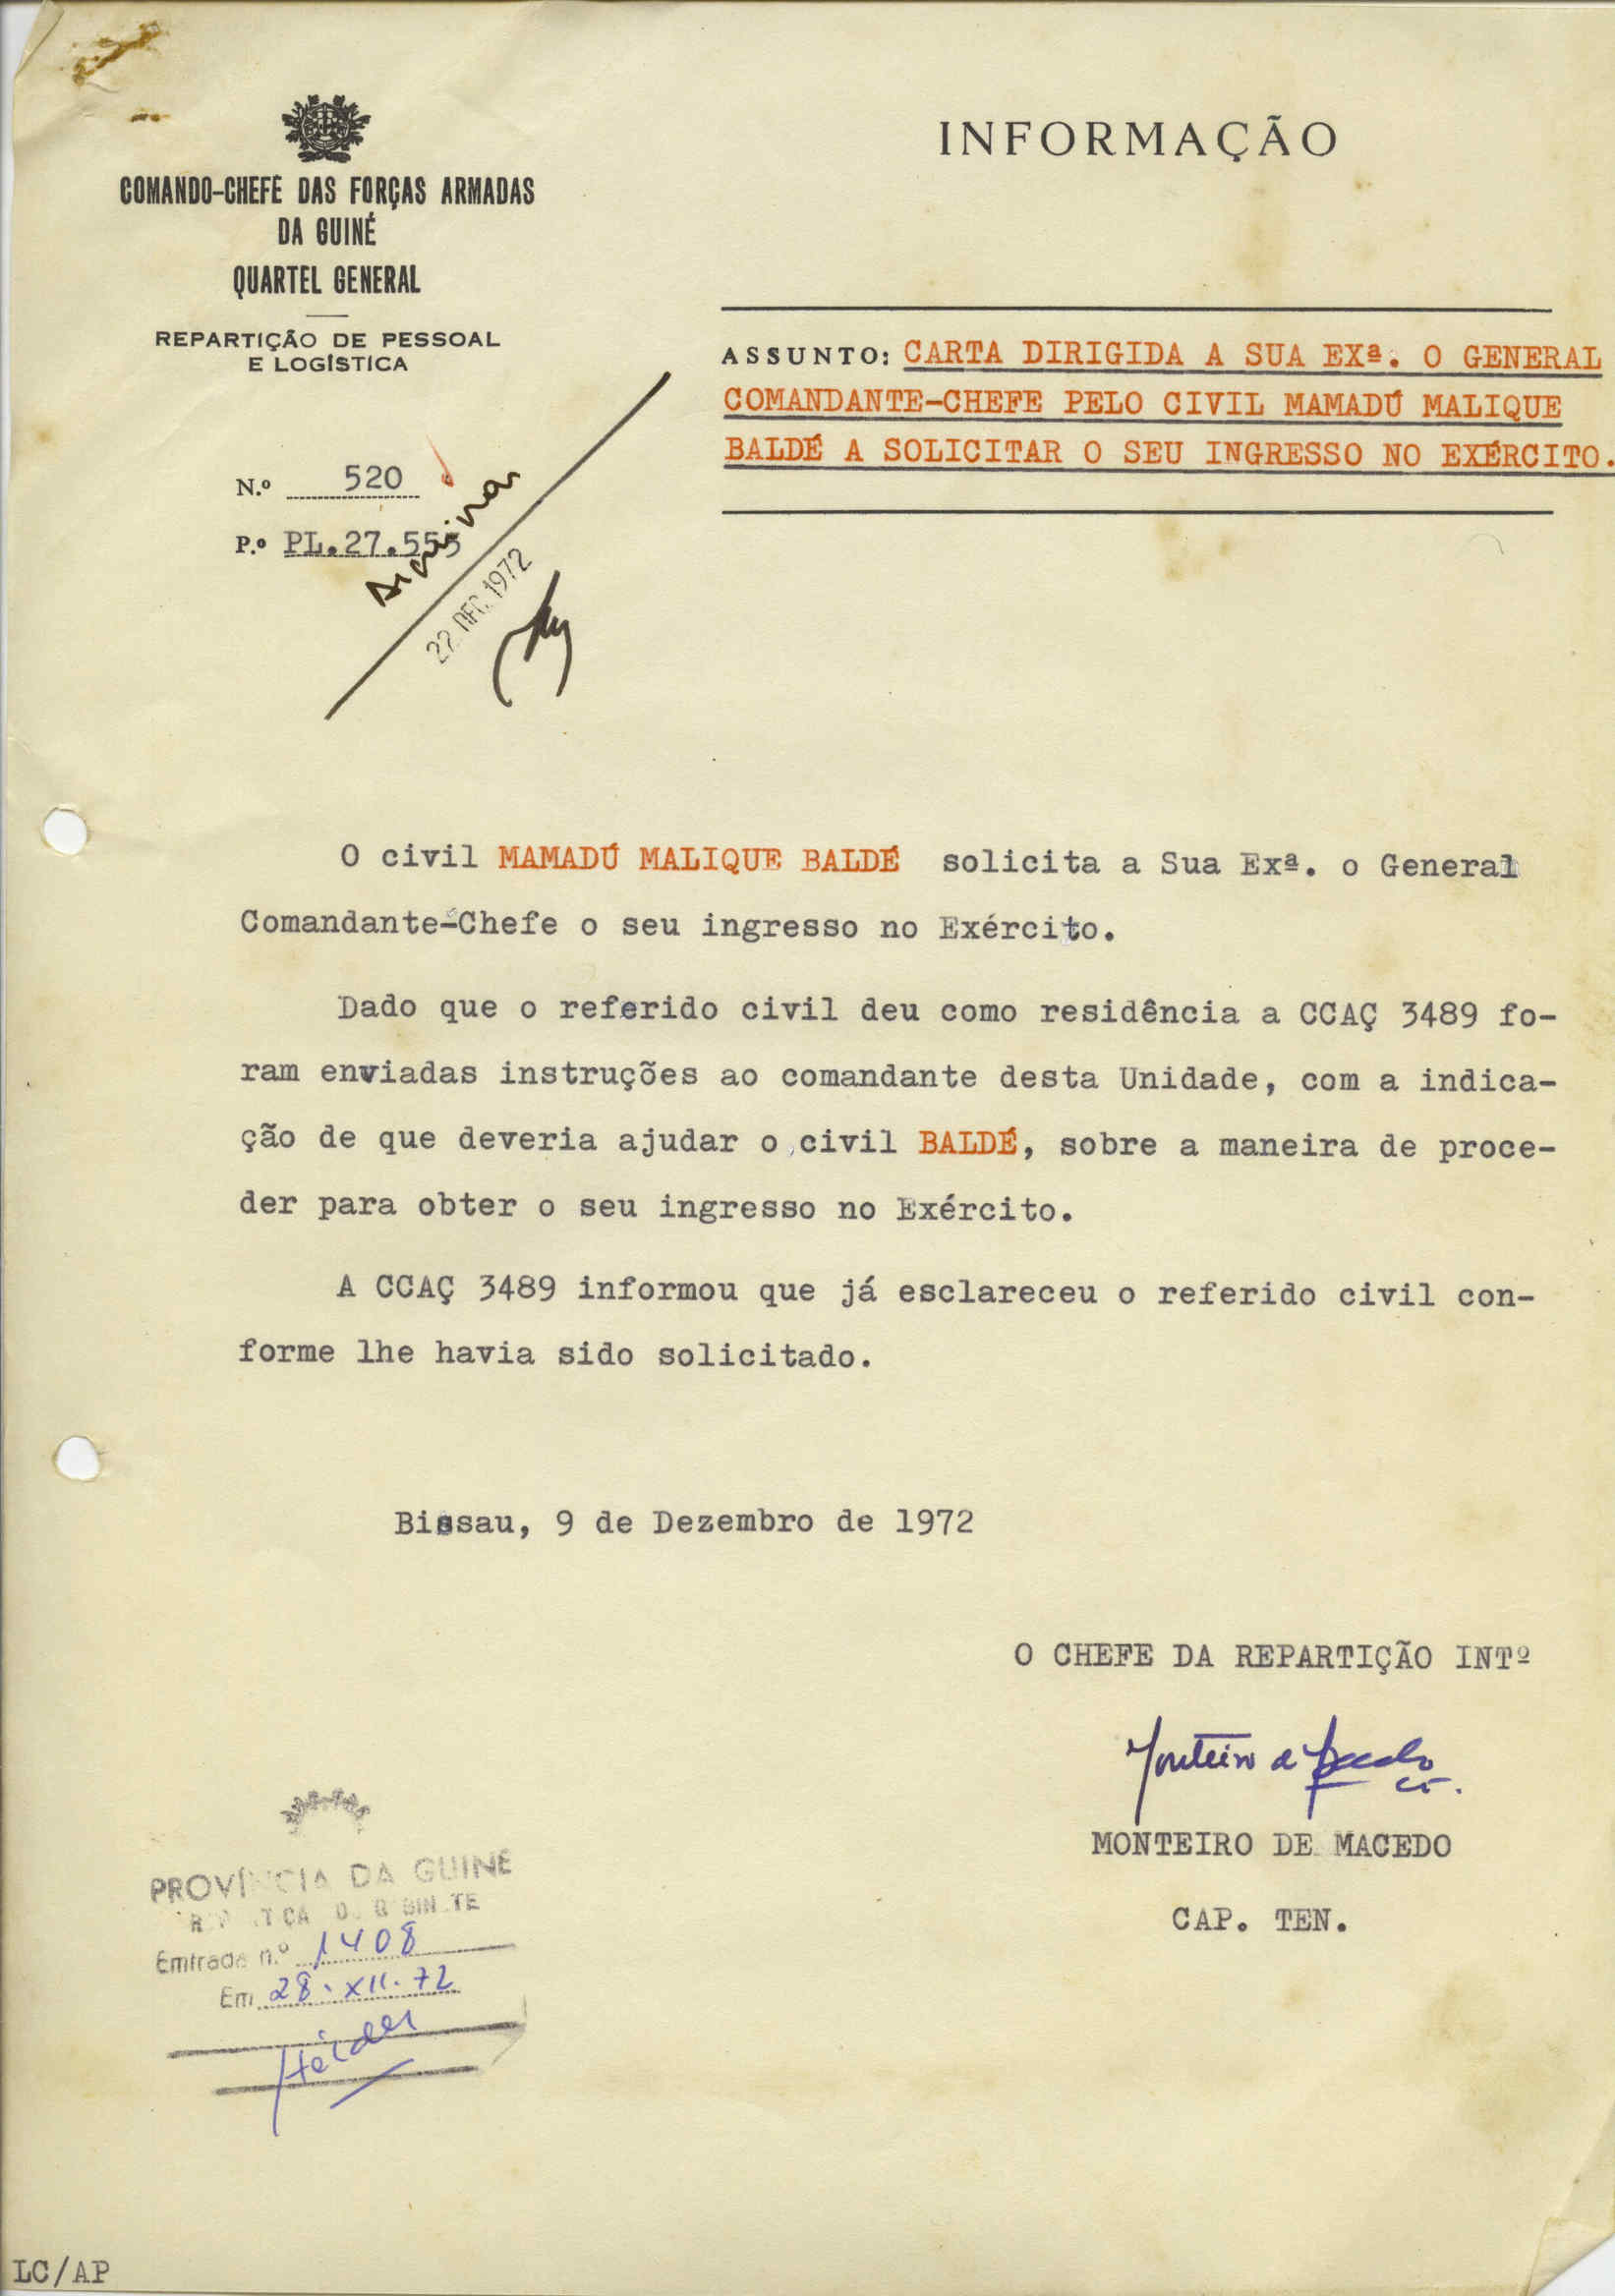 COMANDO-CHEFE DAS FORÇAS ARMADAS
DA GUINÉ
QUARTEL GENERAL
REPARTIÇÃO DE PESSOAL
E LOGÍSTICA
N.º 520
P.º PL.27.555
Arquivar
22 DEC. 1972
INFORMAÇÃO
ASSUNTO: CARTA DIRIGIDA A SUA EXª. O GENERAL
COMANDANTE-CHEFE PELO CIVIL MAMADÚ MALIQUE
BALDÉ A SOLICITAR O SEU INGRESSO NO EXÉRCITO.
O civil MAMADÚ MALIQUE BALDÉ solicita a Sua Exª. o General
Comandante-Chefe o seu ingresso no Exército.
Dado que o referido civil deu como residência a CCAÇ 3489 fo-
ram enviadas instruções ao comandante desta Unidade, com a indica-
ção de que deveria ajudar o civil BALDÉ, sobre a maneira de proce-
der para obter o seu ingresso no Exército.
A CCAÇ 3489 informou que já esclareceu o referido civil con-
forme lhe havia sido solicitado.
Bissau, 9 de Dezembro de 1972
O CHEFE DA REPARTIÇÃO INTº
Monteiro de Macedo
MONTEIRO DE MACEDO
CAP. TEN.
PROVÍNCIA DA GUINÉ
Entrada n.º 1408
Em 28.XII.72
LC/AP